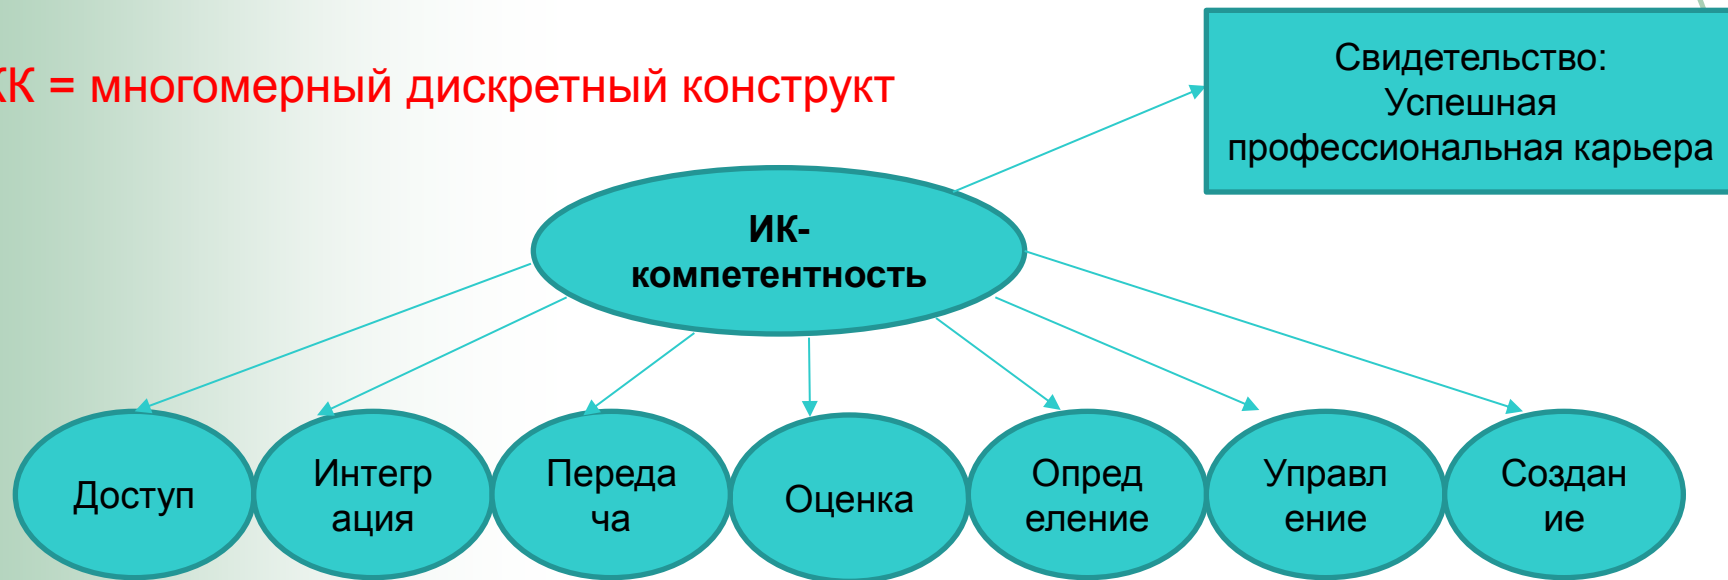 КК = многомерный дискретный конструкт
Свидетельство:
Успешная
профессиональная карьера
ИК-
компетентность
Доступ
Интегр
ация
Переда
ча
Оценка
Опред
еление
Управл
ение
Создан
ие